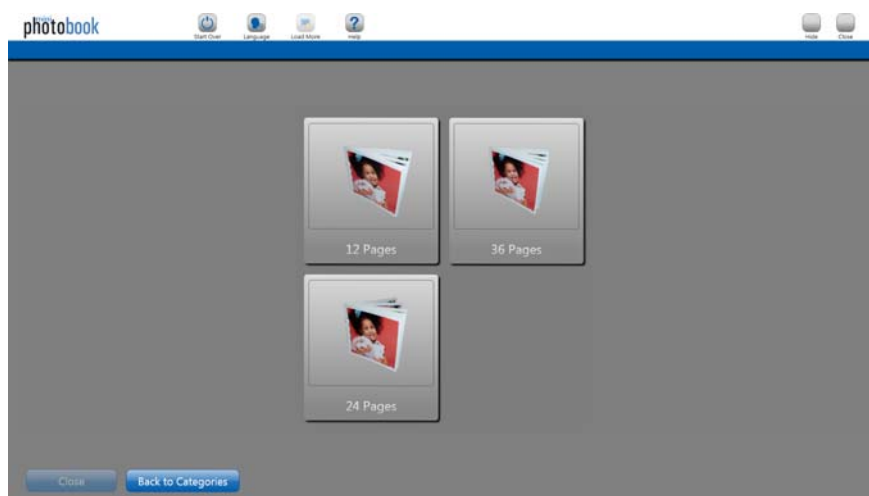 mini
photobook
Start Over
Language
Load More
Help
Hide
Close
12 Pages
36 Pages
24 Pages
Close
Back to Categories